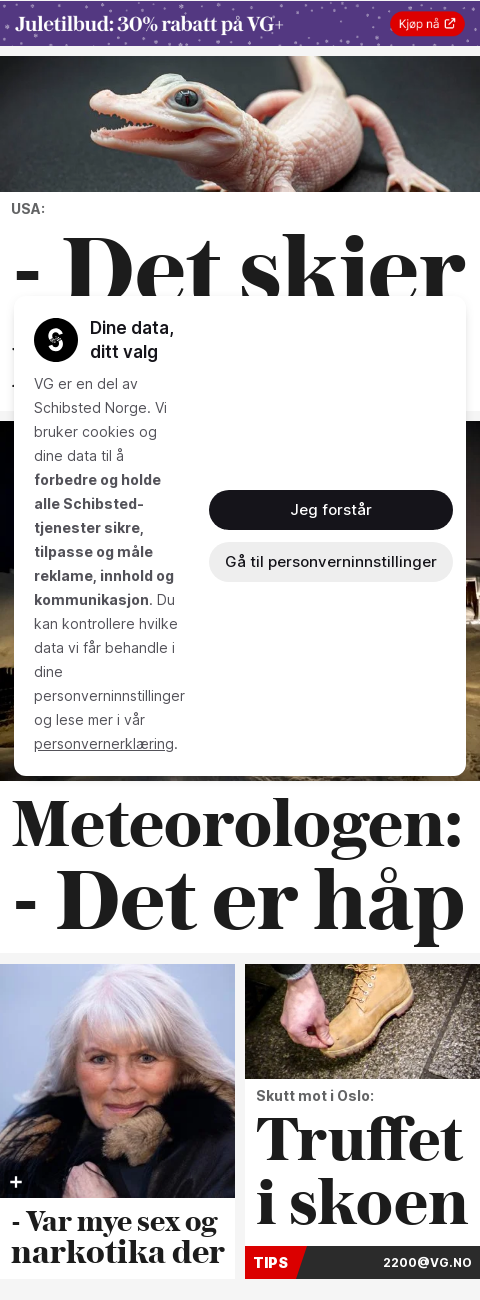 Juletilbud: 30% rabatt på VG+
Kjøp nå
USA:
- Det skjer
Dine data,
ditt valg
VG er en del av
Schibsted Norge. Vi
bruker cookies og
dine data til å
forbedre og holde
alle Schibsted-
tjenester sikre,
tilpasse og måle
reklame, innhold og
kommunikasjon. Du
kan kontrollere hvilke
data vi får behandle i
dine
personverninnstillinger
og lese mer i vår
personvernerklæring.
Jeg forstår
Gå til personverninnstillinger
Meteorologen:
- Det er håp
- Var mye sex og
narkotika der
Skutt mot i Oslo:
Truffet
i skoen
TIPS
2200@VG.NO